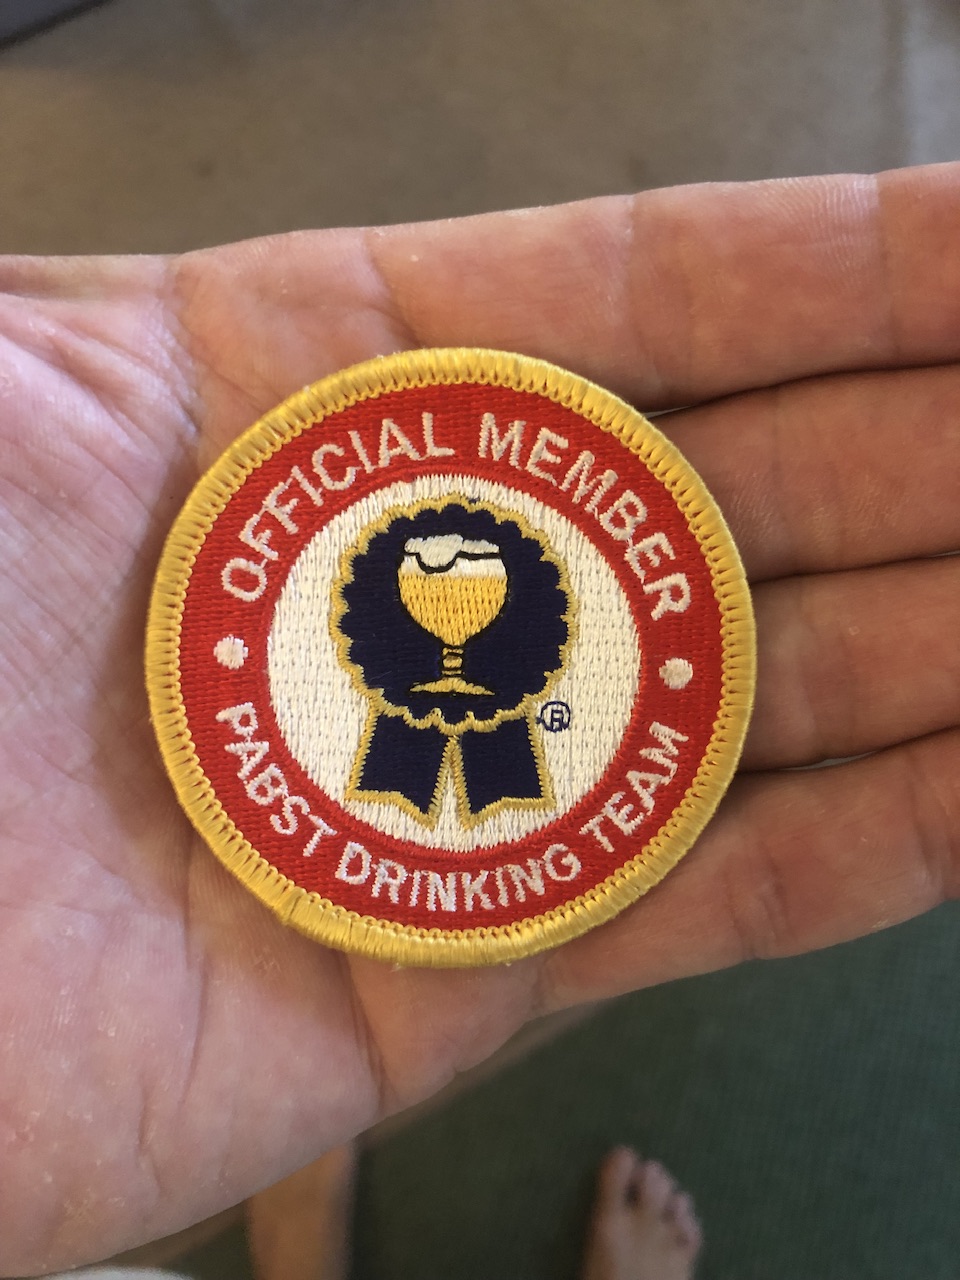 OFFICIAL MEMBER
®
PABST DRINKING TEAM